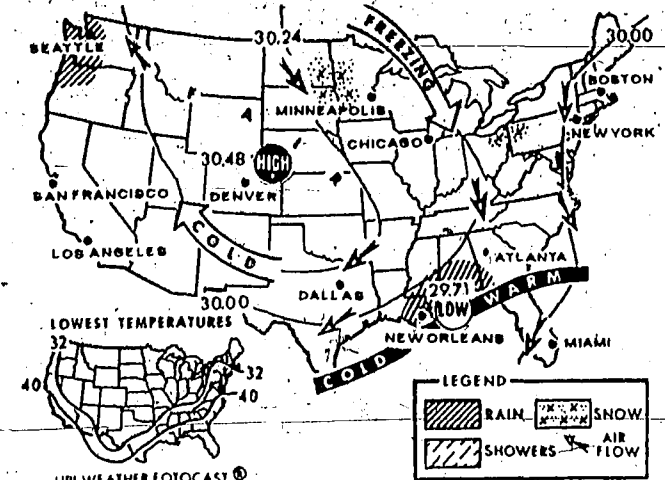 30.24
FREEZING
30.00
SEATTLE
BOSTON
MINNEAPOLIS
NEW YORK
CHICAGO
30.48
HIGH
SAN FRANCISCO
DENVER
COLD
LOS ANGELES
ATLANTA
29.71
WARM
30.00
DALLAS
LOW
LOWEST TEMPERATURES
NEW ORLEANS
MIAMI
32
COLD
32
40
40
LEGEND
RAIN
SNOW
SHOWERS
AIR
FLOW
UPI WEATHER FOTOCAST ®